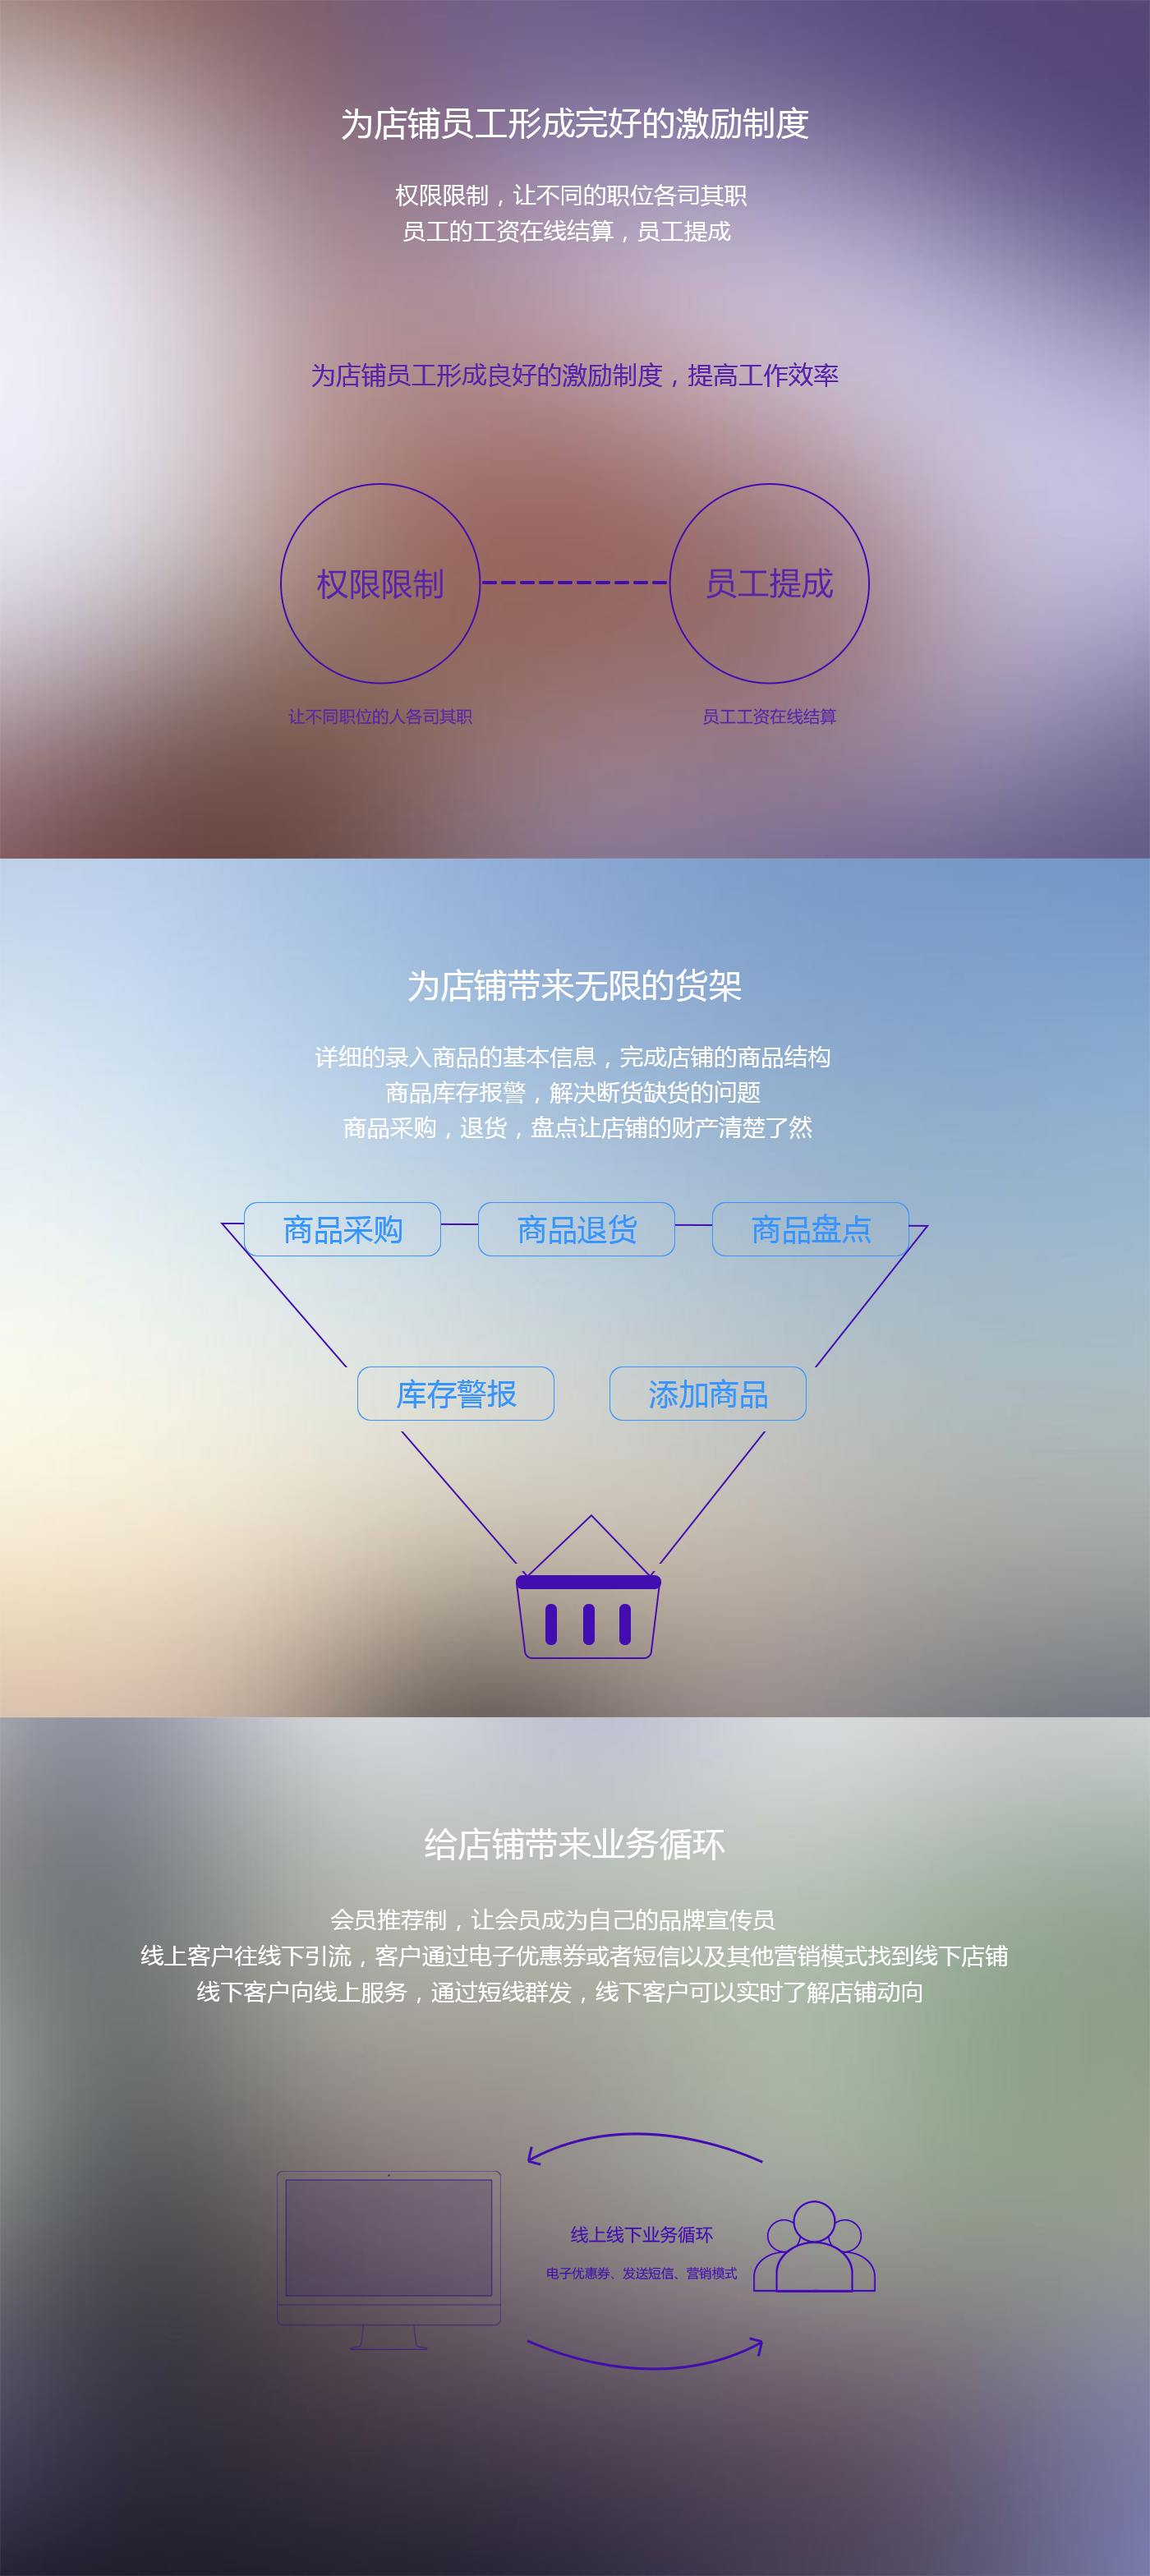 为店铺员工形成完好的激励制度
权限限制，让不同的职位各司其职
员工的工资在线结算，员工提成
为店铺员工形成良好的激励制度，提高工作效率
权限限制
员工提成
让不同职位的人各司其职
员工工资在线结算
为店铺带来无限的货架
详细的录入商品的基本信息，完成店铺的商品结构
商品库存报警，解决断货缺货的问题
商品采购，退货，盘点让店铺的财产清楚了然
商品采购
商品退货
商品盘点
库存警报
添加商品
给店铺带来业务循环
会员推荐制，让会员成为自己的品牌宣传员
线上客户往线下引流，客户通过电子优惠券或者短信以及其他营销模式找到线下店铺
线下客户向线上服务，通过短线群发，线下客户可以实时了解店铺动向
线上线下业务循环
电子优惠券、发送短信、营销模式